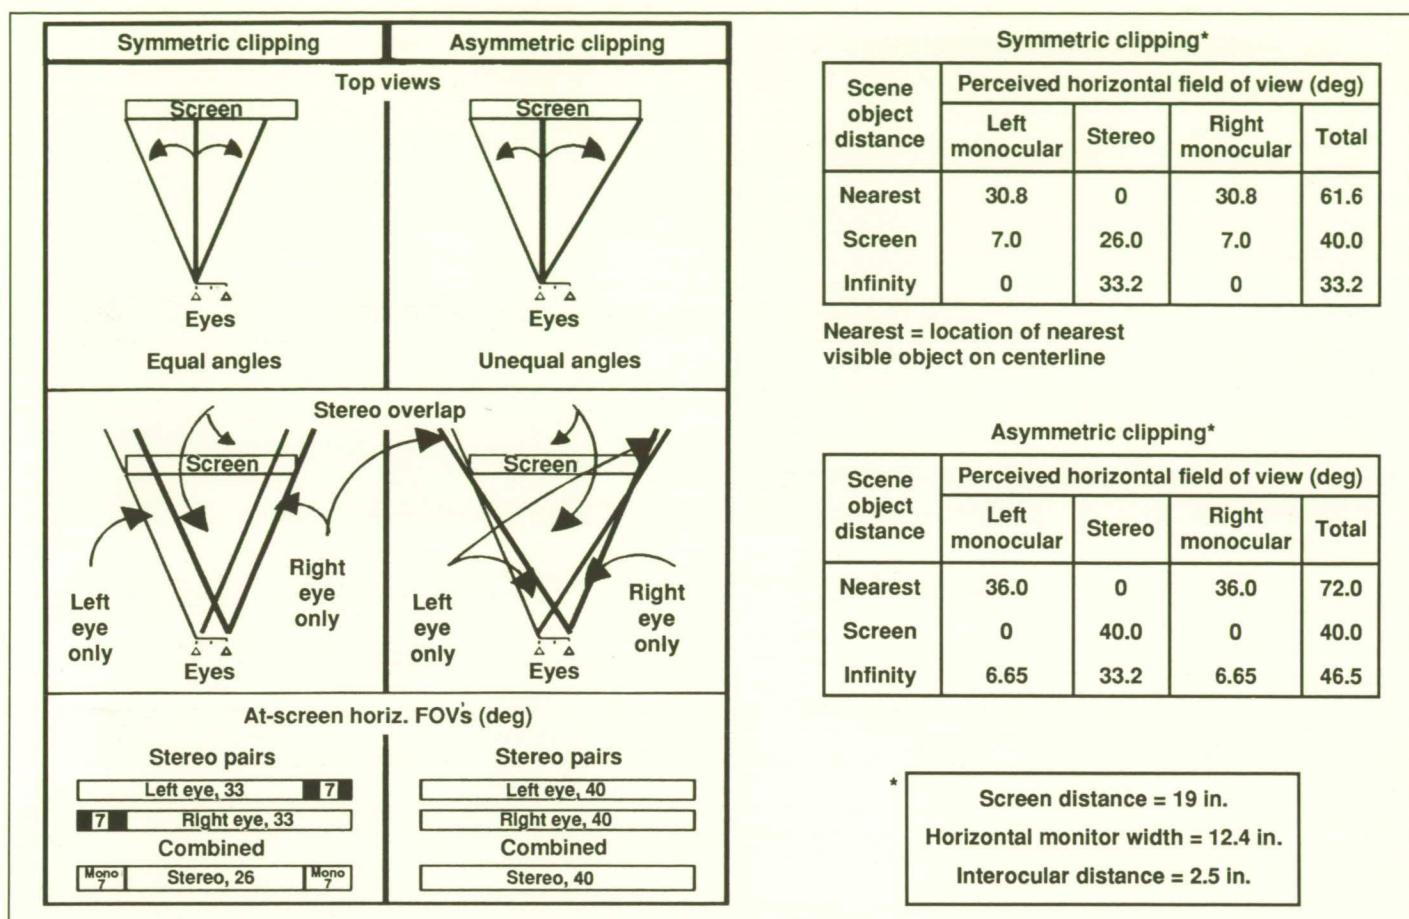 Symmetric clipping
Asymmetric clipping
Top views
Screen
Screen
Eyes
Eyes
Equal angles
Unequal angles
Stereo overlap
Screen
Screen
Left
eye
only
Right
eye
only
Left
eye
only
Right
eye
only
Eyes
Eyes
At-screen horiz. FOV's (deg)
Stereo pairs
Left eye, 33
7
7
Right eye, 33
Combined
Mono
7
Stereo, 26
Mono
7
Stereo pairs
Left eye, 40
Right eye, 40
Combined
Stereo, 40
Symmetric clipping*
Scene
object
distance
Perceived horizontal field of view (deg)
Left
monocular
Stereo
Right
monocular
Total
Nearest 30.8 0 30.8 61.6
Screen 7.0 26.0 7.0 40.0
Infinity 0 33.2 0 33.2
Nearest = location of nearest
visible object on centerline
Asymmetric clipping*
Scene
object
distance
Perceived horizontal field of view (deg)
Left
monocular
Stereo
Right
monocular
Total
Nearest 36.0 0 36.0 72.0
Screen 0 40.0 0 40.0
Infinity 6.65 33.2 6.65 46.5
*
Screen distance = 19 in.
Horizontal monitor width = 12.4 in.
Interocular distance = 2.5 in.